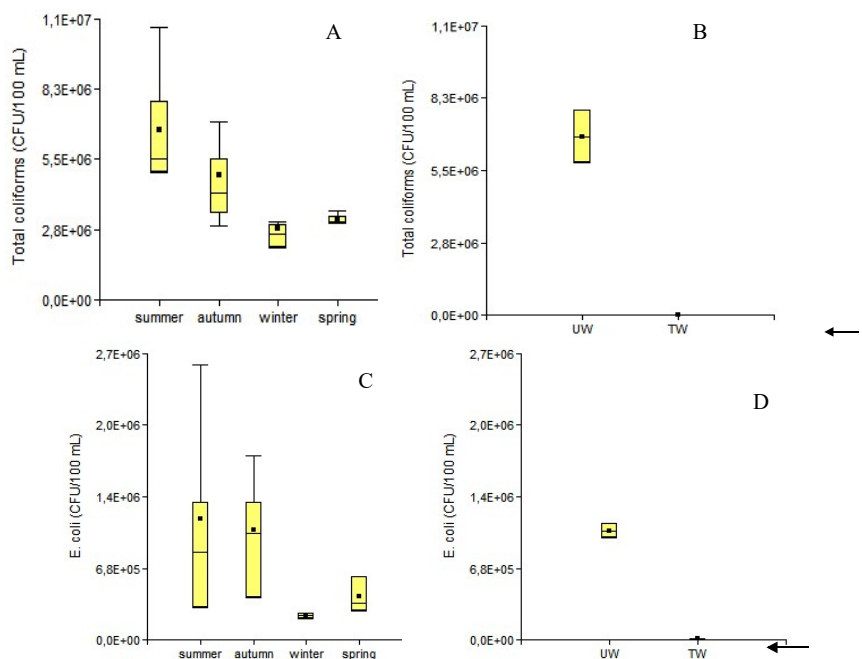 A
Total coliforms (CFU/100 mL)
1,1E+07
8,3E+06
5,5E+06
2,8E+06
0,0E+00
summer autumn winter spring
B
Total coliforms (CFU/100 mL)
1,1E+07
8,3E+06
5,5E+06
2,8E+06
0,0E+00
UW TW
C
E. coli (CFU/100 mL)
2,7E+06
2,0E+06
1,4E+06
6,8E+05
0,0E+00
summer autumn winter spring
D
E. coli (CFU/100 mL)
2,7E+06
2,0E+06
1,4E+06
6,8E+05
0,0E+00
UW TW